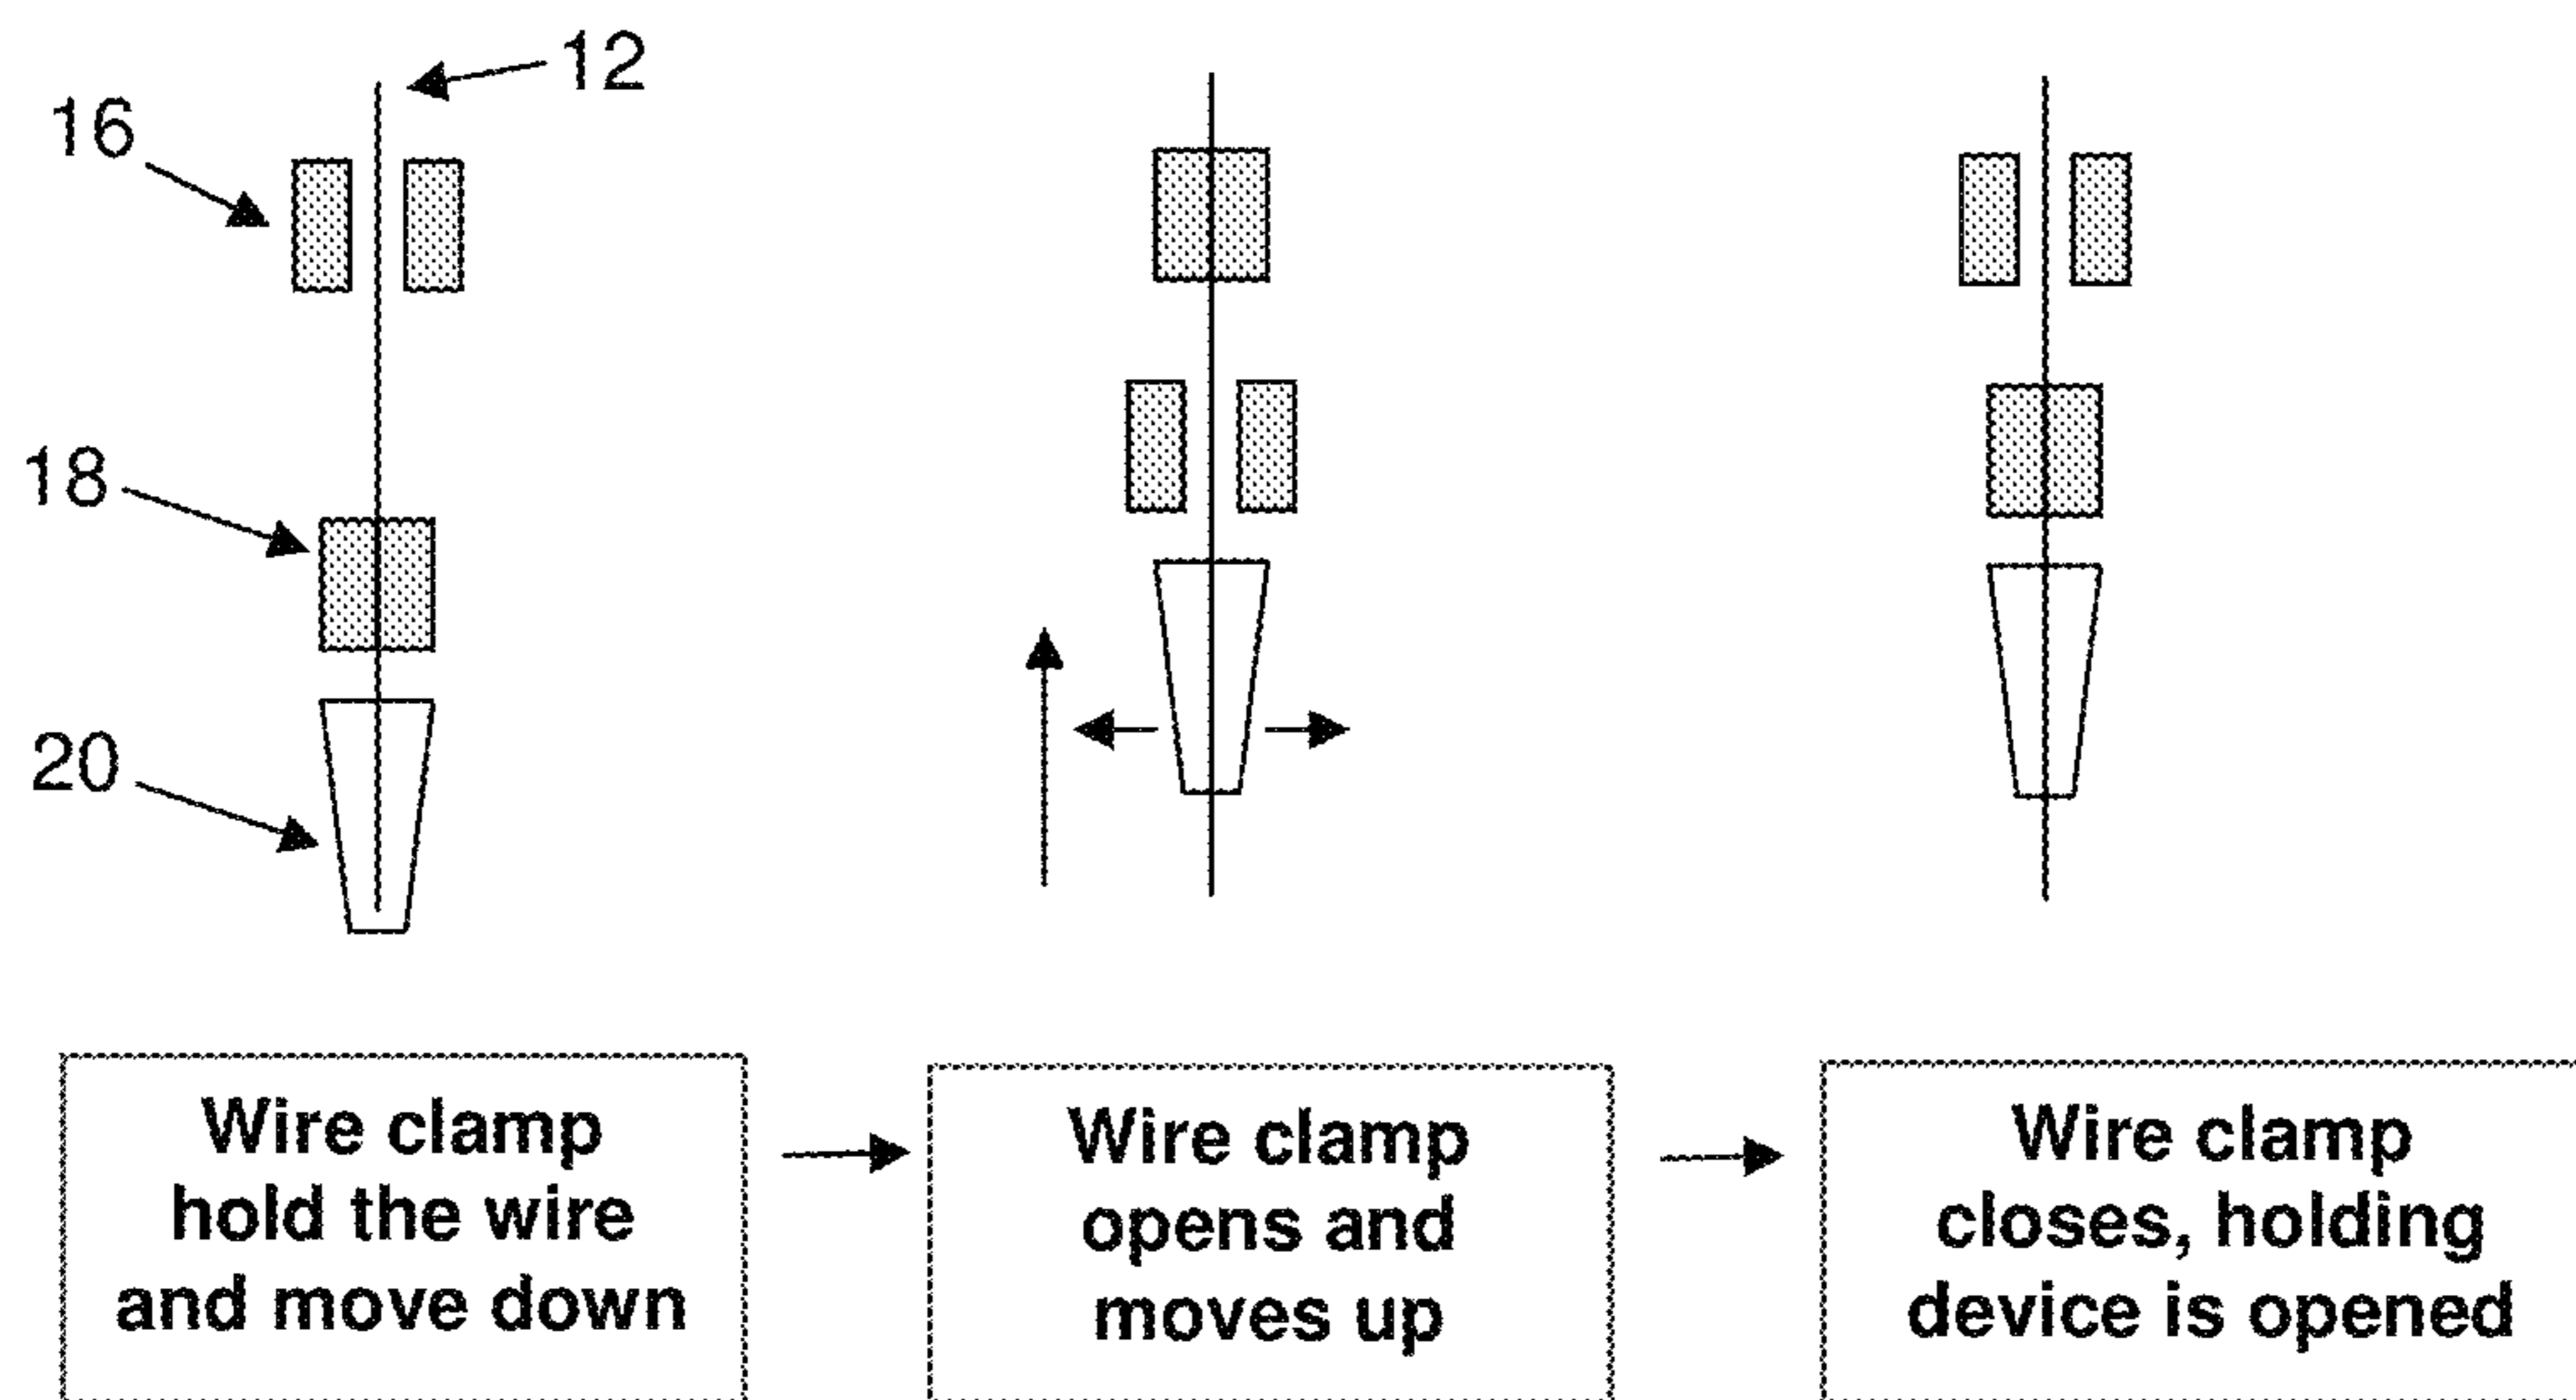 12
16
18
20
Wire clamp
hold the wire
and move down
Wire clamp
opens and
moves up
Wire clamp
closes, holding
device is opened